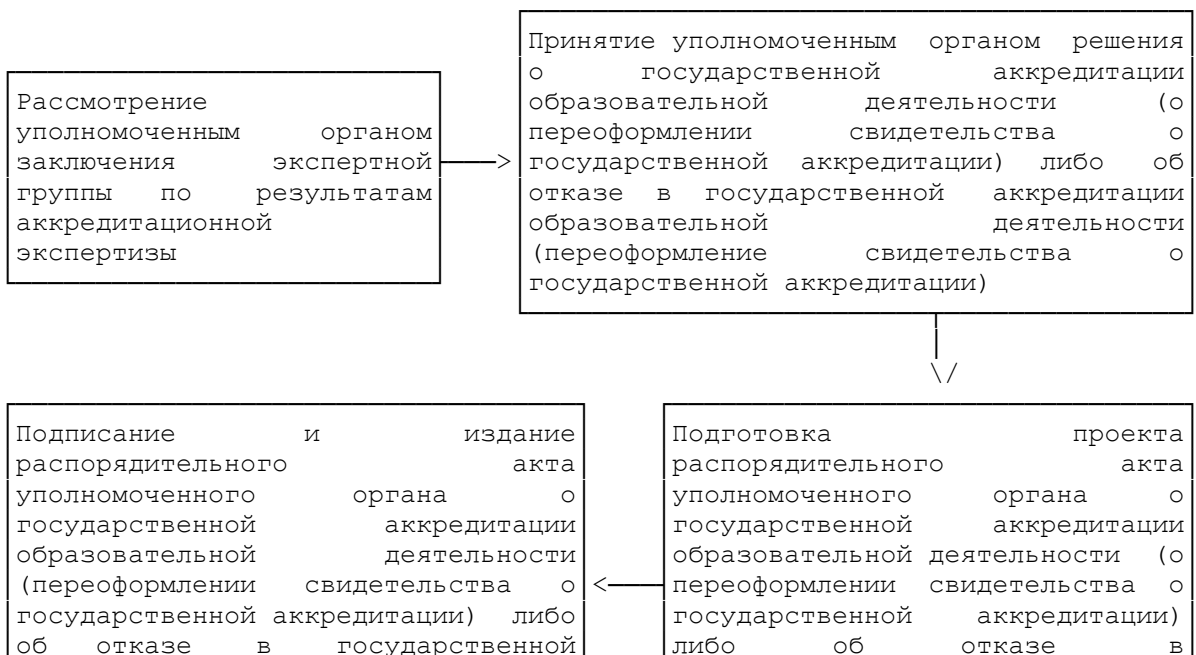 Рассмотрение
уполномоченным органом
заключения экспертной
группы по результатам
аккредитационной
экспертизы
Принятие уполномоченным органом решения
о государственной аккредитации
образовательной деятельности (о
переоформлении свидетельства о
государственной аккредитации) либо об
отказе в государственной аккредитации
образовательной деятельности
(переоформление свидетельства о
государственной аккредитации)
Подготовка проекта
распорядительного акта
уполномоченного органа о
государственной аккредитации
образовательной деятельности (о
переоформлении свидетельства о
государственной аккредитации)
либо об отказе в
Подписание и издание
распорядительного акта
уполномоченного органа о
государственной аккредитации
образовательной деятельности
(переоформлении свидетельства о
государственной аккредитации) либо
об отказе в государственной